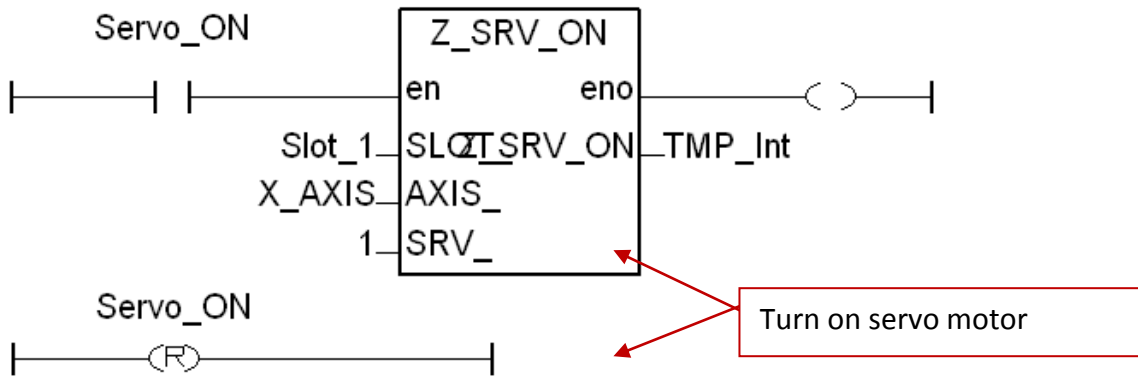 Servo_ON
Z_SRV_ON
en eno
Slot_1 SLOT_ Z_SRV_ON TMP_Int
X_AXIS AXIS_
1 SRV_
Servo_ON
R
Turn on servo motor